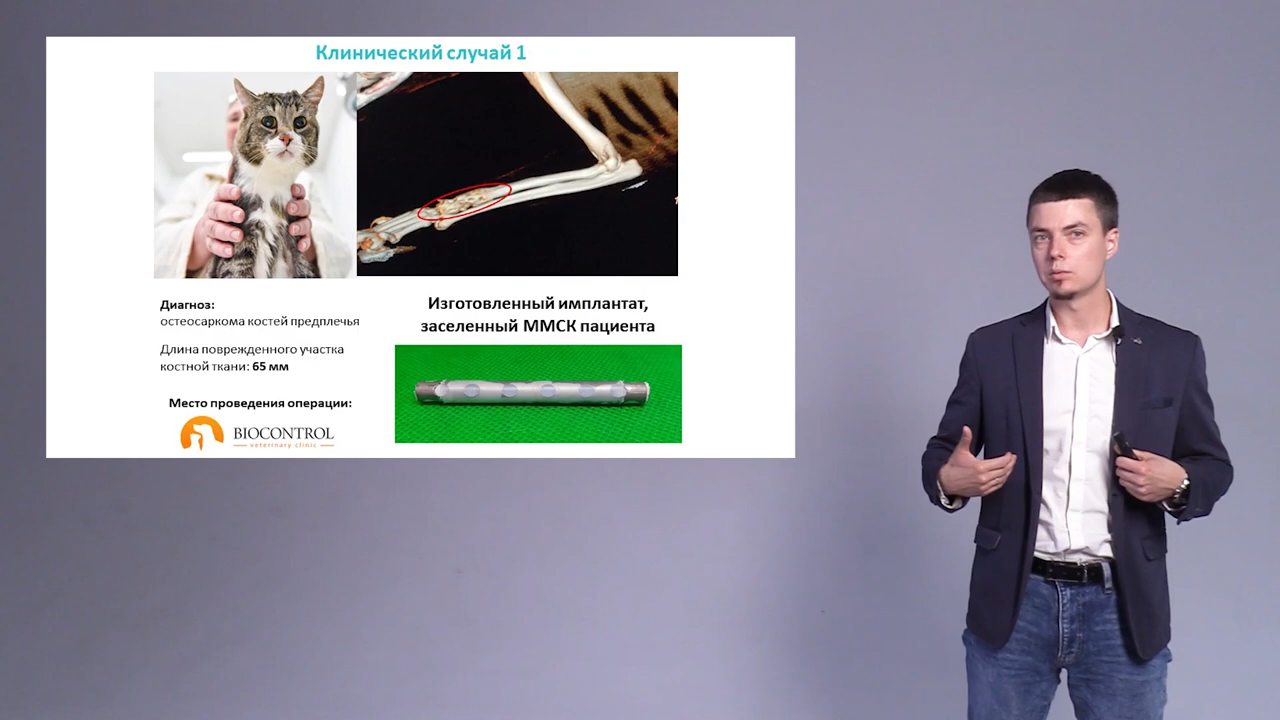 Клинический случай 1
Диагноз:
остеосаркома костей предплечья
Длина поврежденного участка
костной ткани: 65 мм
Место проведения операции:
BIOCONTROL
veterinary clinic
Изготовленный имплантат,
заселенный ММСК пациента